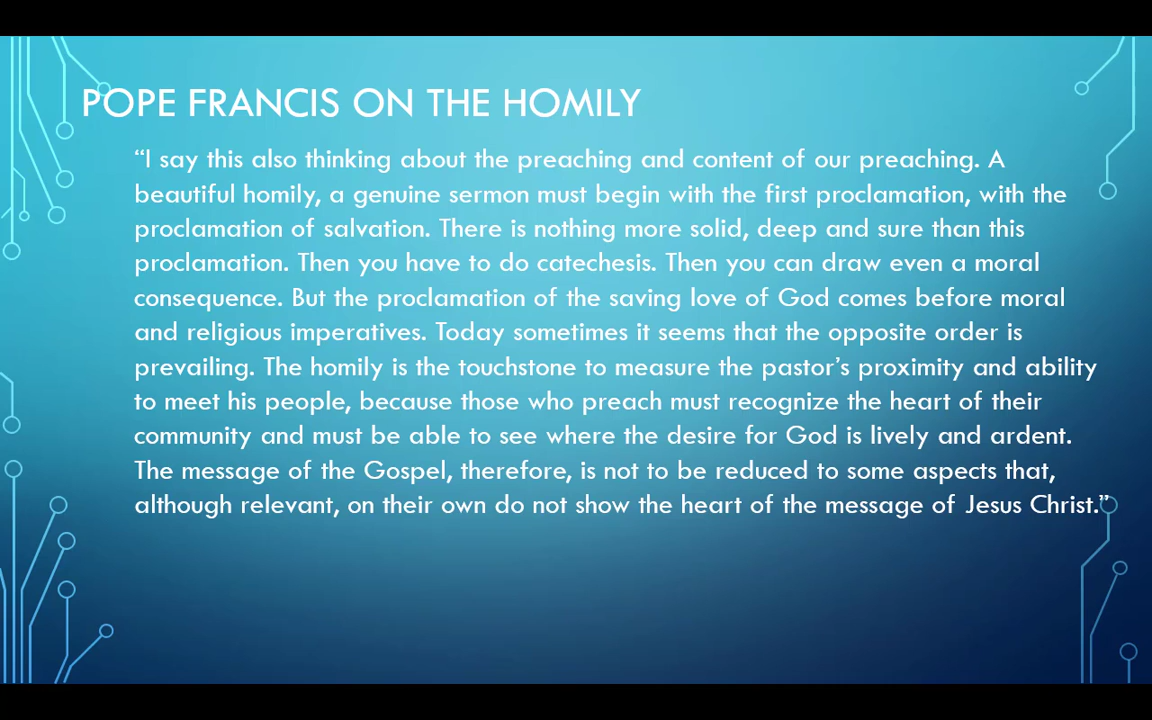 POPE FRANCIS ON THE HOMILY
“I say this also thinking about the preaching and content of our preaching. A
beautiful homily, a genuine sermon must begin with the first proclamation, with the
proclamation of salvation. There is nothing more solid, deep and sure than this
proclamation. Then you have to do catechesis. Then you can draw even a moral
consequence. But the proclamation of the saving love of God comes before moral
and religious imperatives. Today sometimes it seems that the opposite order is
prevailing. The homily is the touchstone to measure the pastor’s proximity and ability
to meet his people, because those who preach must recognize the heart of their
community and must be able to see where the desire for God is lively and ardent.
The message of the Gospel, therefore, is not to be reduced to some aspects that,
although relevant, on their own do not show the heart of the message of Jesus Christ.”